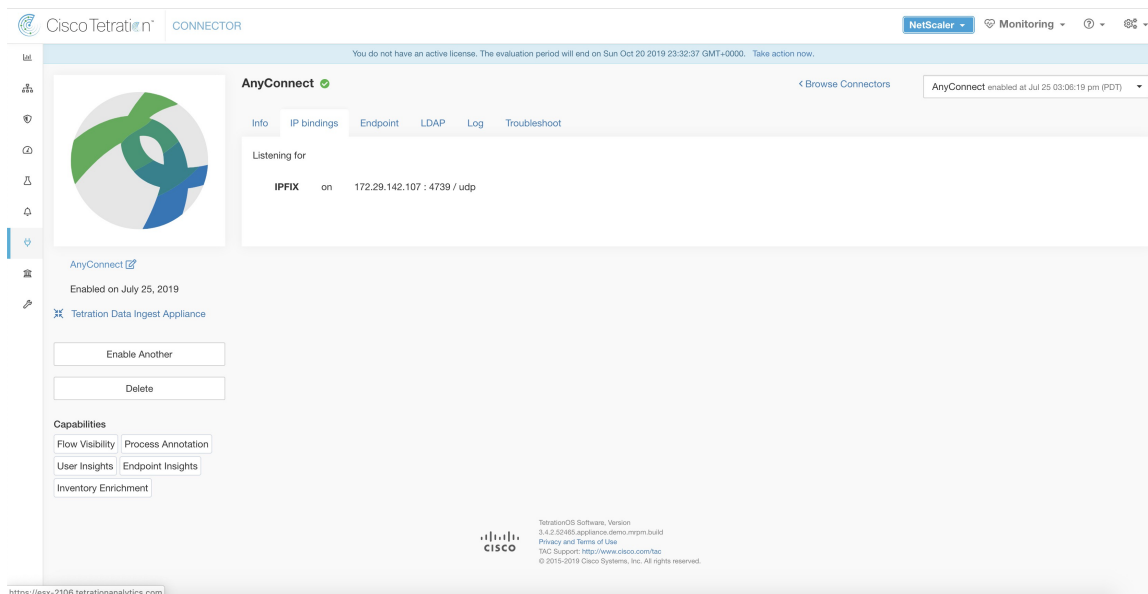 Cisco Tetration™ CONNECTOR
NetScaler
Monitoring
You do not have an active license. The evaluation period will end on Sun Oct 20 2019 23:32:37 GMT+0000. Take action now.
AnyConnect
< Browse Connectors
AnyConnect enabled at Jul 25 03:06:19 pm (PDT)
Info IP bindings Endpoint LDAP Log Troubleshoot
Listening for
IPFIX on 172.29.142.107 : 4739 / udp
AnyConnect
Enabled on July 25, 2019
Tetration Data Ingest Appliance
Enable Another
Delete
Capabilities
Flow Visibility Process Annotation
User Insights Endpoint Insights
Inventory Enrichment
CISCO
TetrationOS Software, Version
3.4.2.52465.appliance.demo.mrpm.build
Privacy and Terms of Use
TAC Support: http://www.cisco.com/tac
© 2015-2019 Cisco Systems, Inc. All rights reserved.
https://esx-2106.tetrationanalytics.com